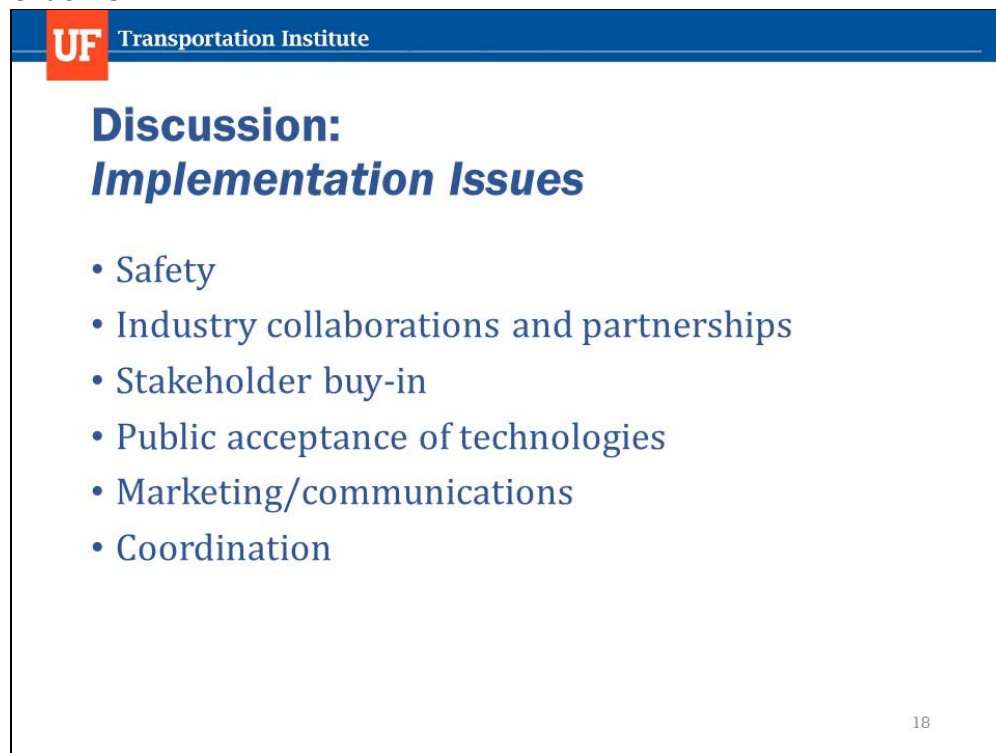 UF Transportation Institute
Discussion:
Implementation Issues
• Safety
• Industry collaborations and partnerships
• Stakeholder buy-in
• Public acceptance of technologies
• Marketing/communications
• Coordination
18